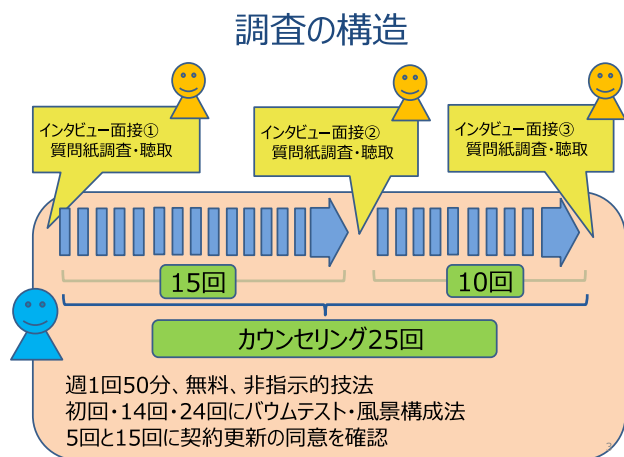 調査の構造
インタビュー面接①
質問紙調査・聴取
インタビュー面接②
質問紙調査・聴取
インタビュー面接③
質問紙調査・聴取
15回
10回
カウンセリング25回
週1回50分、無料、非指示的技法
初回・14回・24回にバウムテスト・風景構成法
5回と15回に契約更新の同意を確認
3